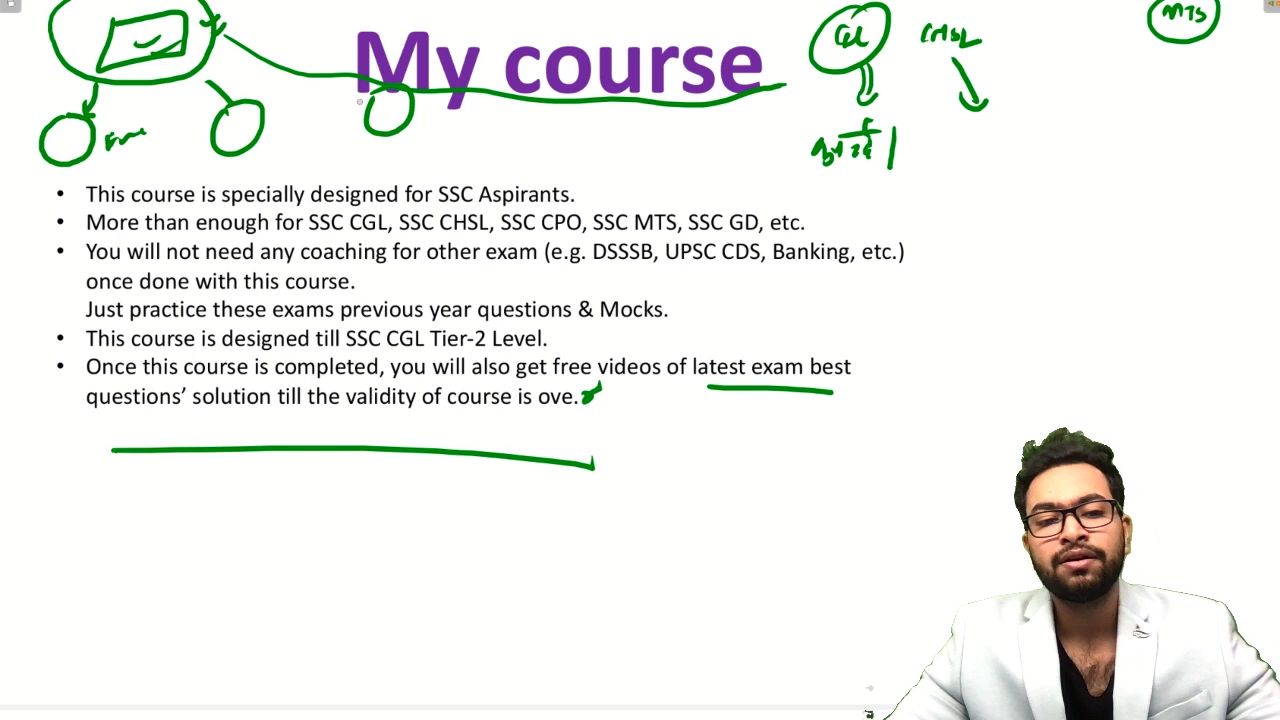 MTS
CHSL
My course
• This course is specially designed for SSC Aspirants.
• More than enough for SSC CGL, SSC CHSL, SSC CPO, SSC MTS, SSC GD, etc.
• You will not need any coaching for other exam (e.g. DSSSB, UPSC CDS, Banking, etc.)
once done with this course.
Just practice these exams previous year questions & Mocks.
• This course is designed till SSC CGL Tier-2 Level.
• Once this course is completed, you will also get free videos of latest exam best
questions’ solution till the validity of course is ove.